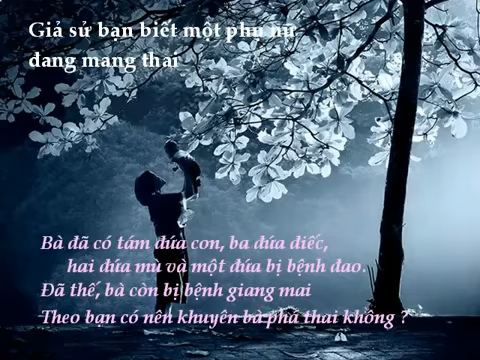 Giả sử bạn biết một phụ nữ
đang mang thai
Bà đã có tám đứa con, ba đứa điếc,
hai đứa mù và một đứa bị bệnh đao.
Đã thế, bà còn bị bệnh giang mai
Theo bạn có nên khuyên bà phá thai không ?